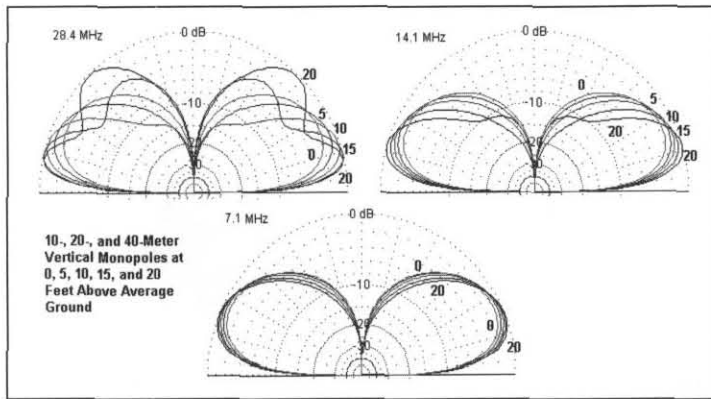 28.4 MHz
0 dB
-10
20
5
10
15
0
20
14.1 MHz
0 dB
-10
0
5
10
15
20
20
7.1 MHz
0 dB
-10
-20
0
20
0
20
10-, 20-, and 40-Meter
Vertical Monopoles at
0, 5, 10, 15, and 20
Feet Above Average
Ground